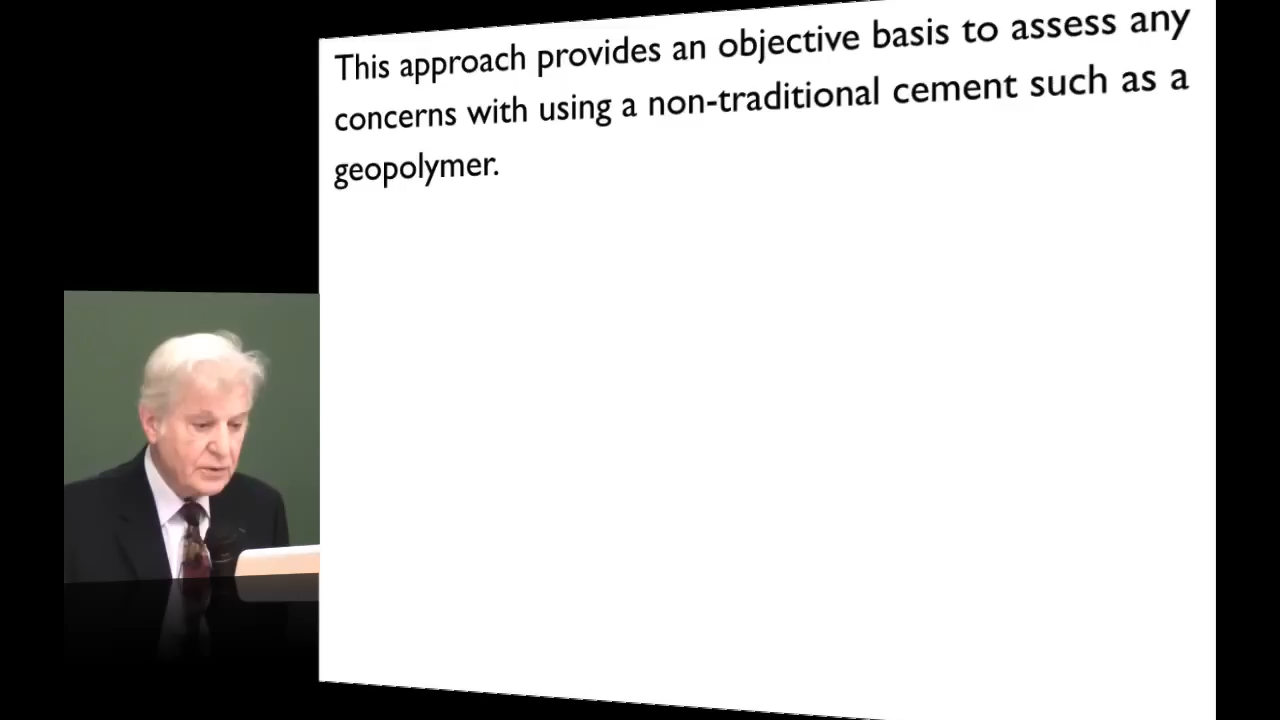 This approach provides an objective basis to assess any
concerns with using a non-traditional cement such as a
geopolymer.